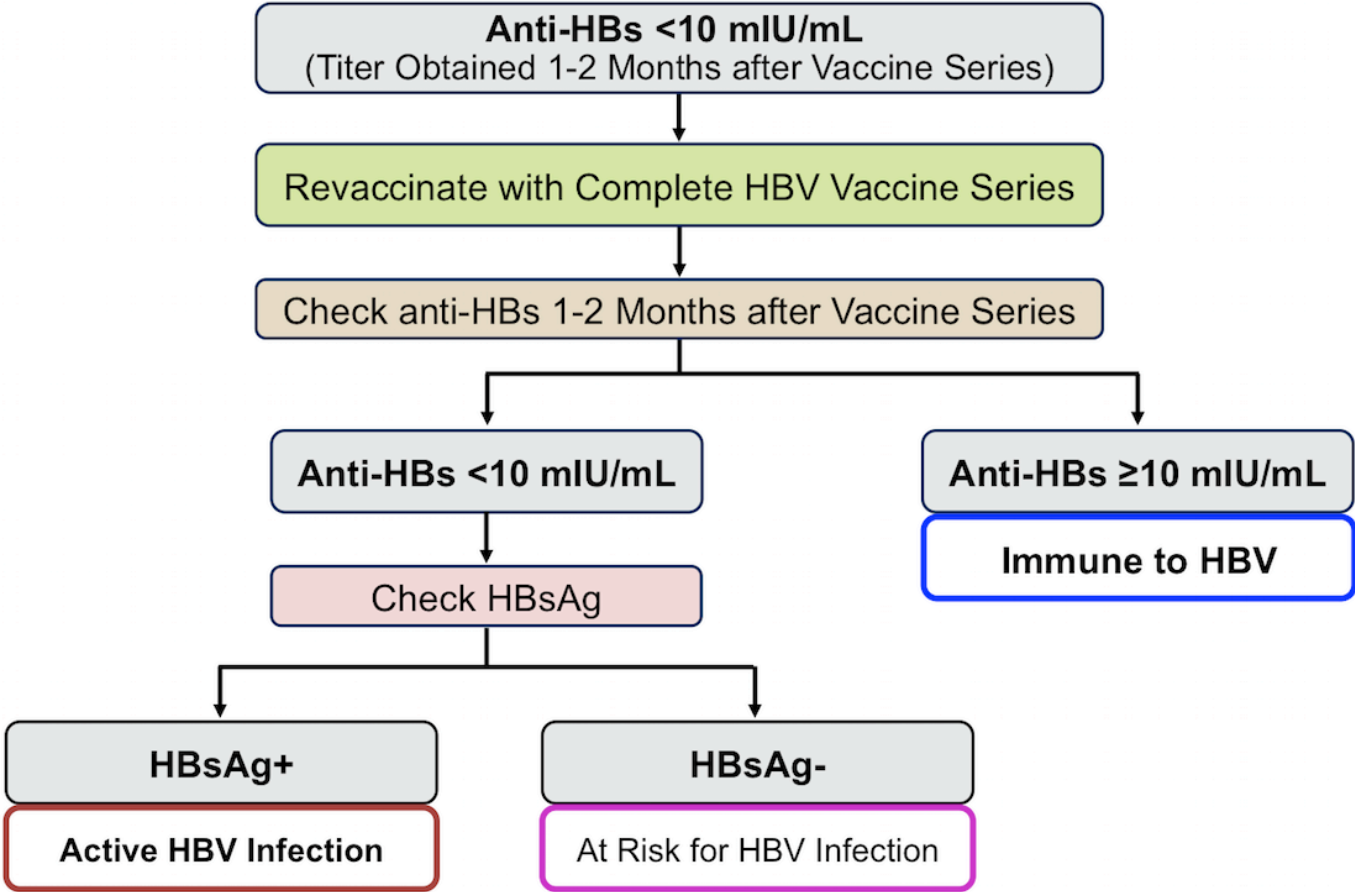 Anti-HBs <10 mIU/mL
(Titer Obtained 1-2 Months after Vaccine Series)
Revaccinate with Complete HBV Vaccine Series
Check anti-HBs 1-2 Months after Vaccine Series
Anti-HBs <10 mIU/mL
Anti-HBs ≥10 mIU/mL
Immune to HBV
Check HBsAg
HBsAg+
HBsAg-
Active HBV Infection
At Risk for HBV Infection